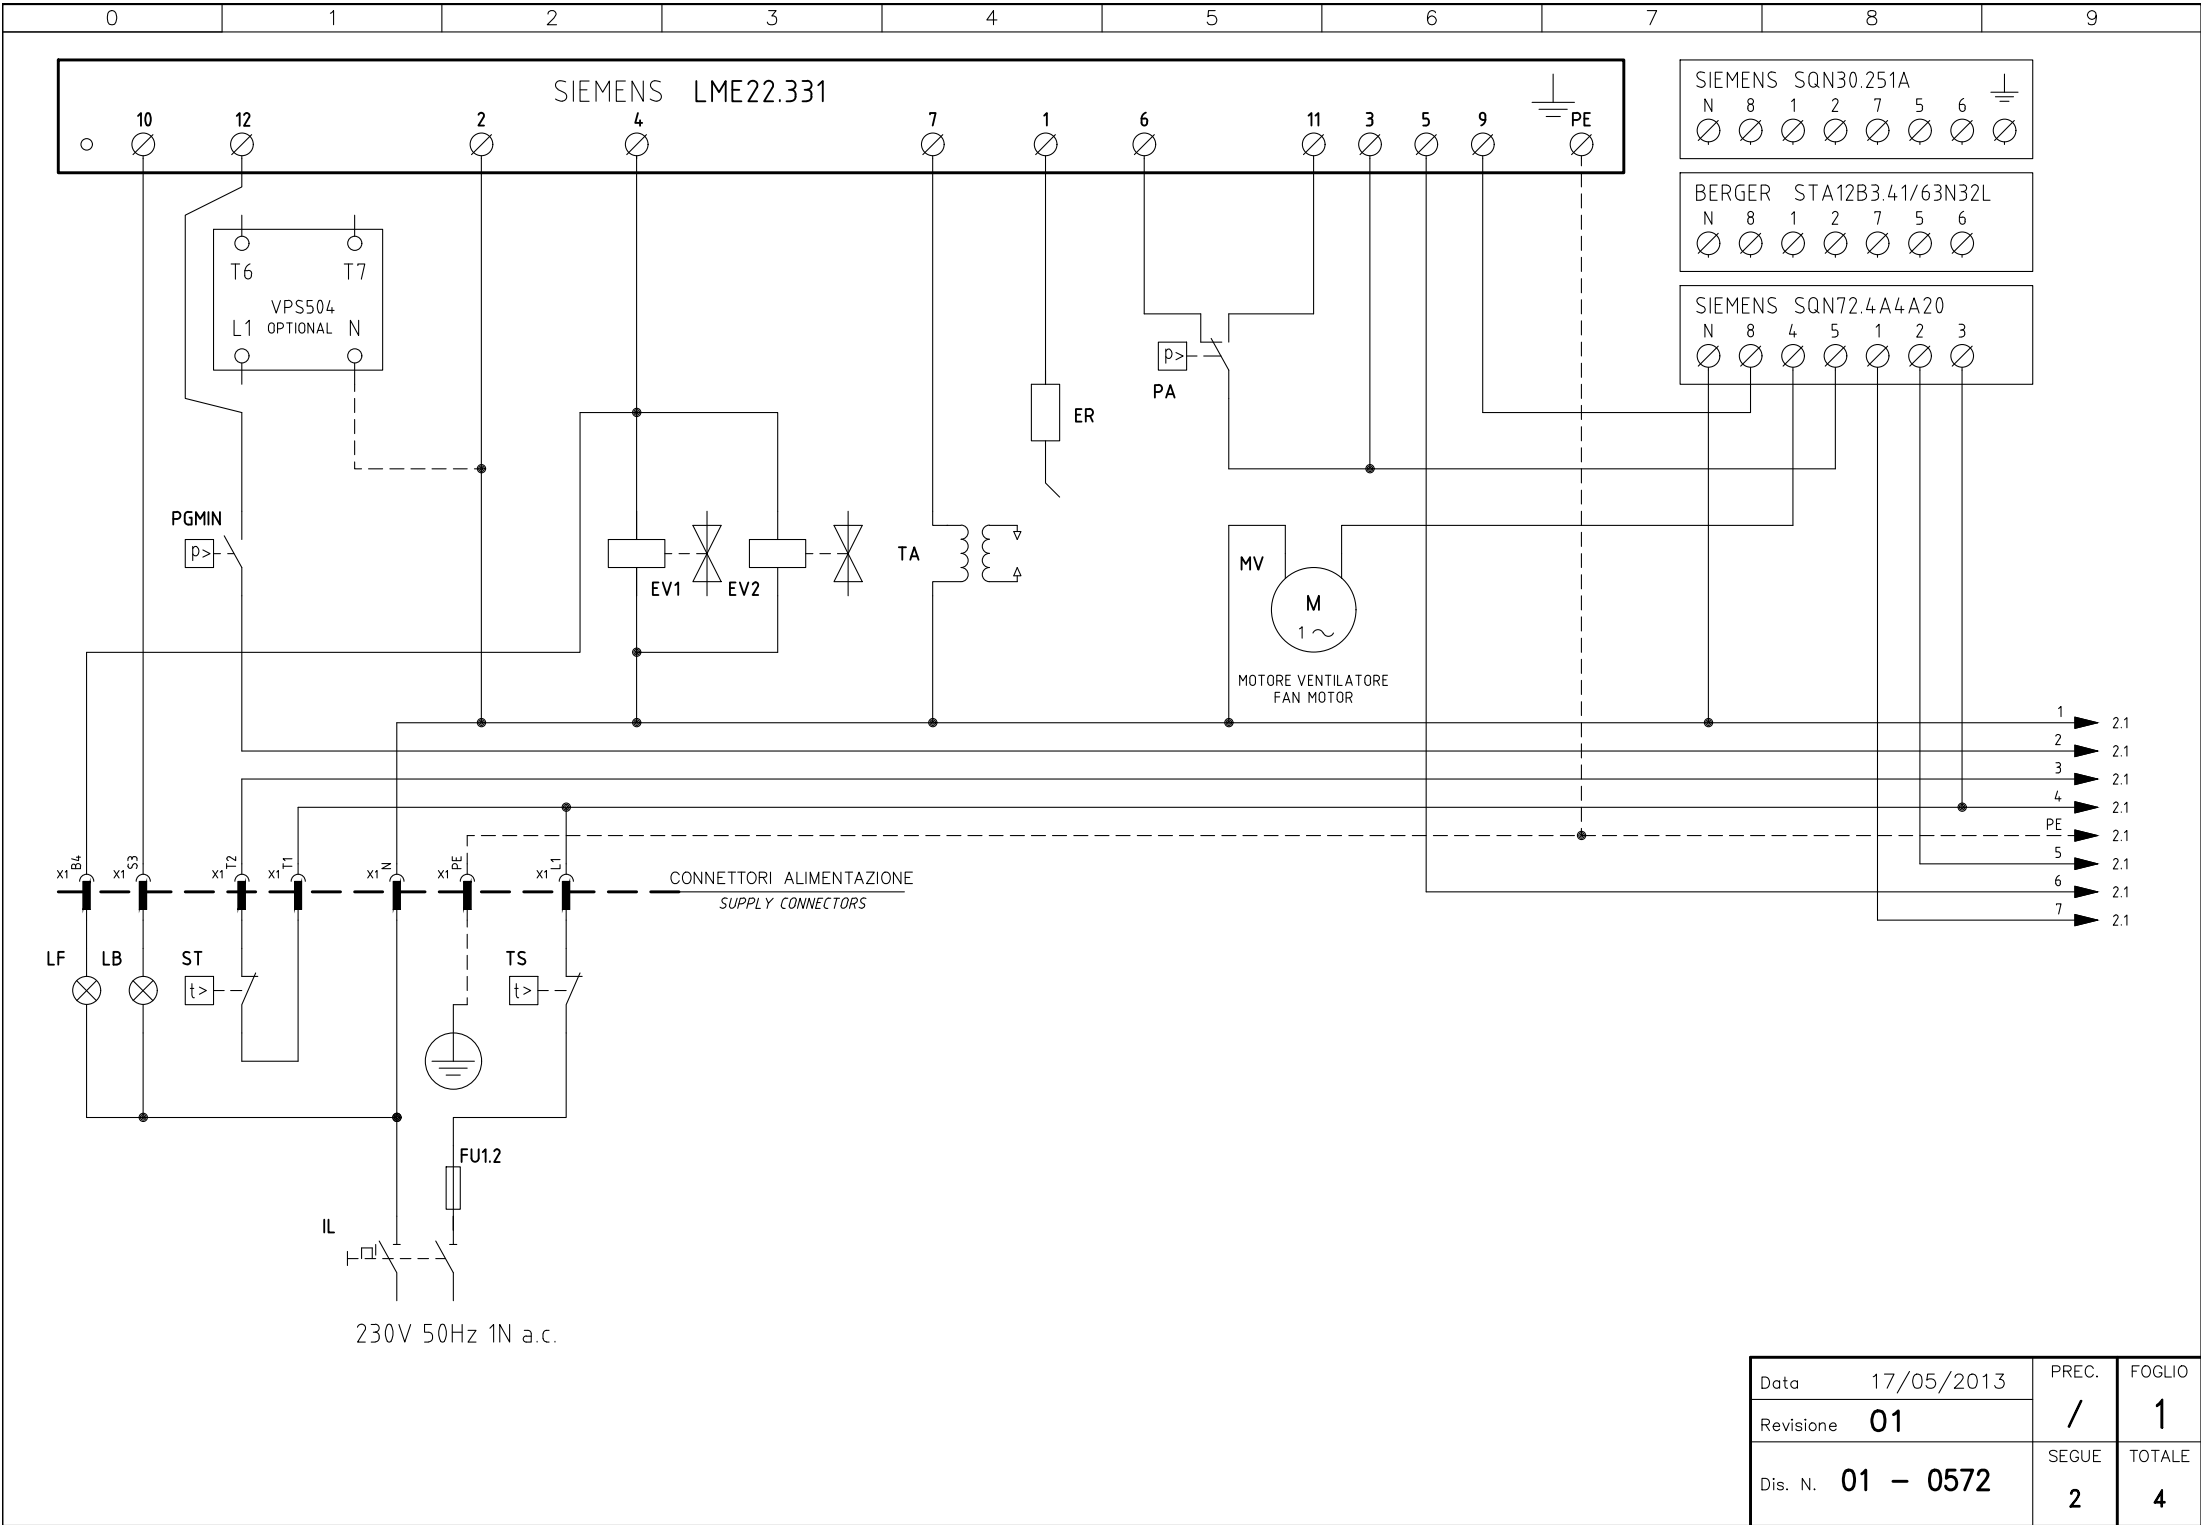 0 1 2 3 4 5 6 7 8 9
SIEMENS LME22.331
10 12 2 4 7 1 6 11 3 5 9 PE
SIEMENS SQN30.251A
N 8 1 2 7 5 6
BERGER STA12B3.41/63N32L
N 8 1 2 7 5 6
SIEMENS SQN72.4A4A20
N 8 4 5 1 2 3
T6 T7
VPS504
L1 OPTIONAL N
p>
PA
ER
PGMIN
p>
EV1 EV2
TA
MV
M
1~
MOTORE VENTILATORE
FAN MOTOR
1 2.1
2 2.1
3 2.1
4 2.1
PE 2.1
5 2.1
6 2.1
7 2.1
X1 B4 X1 S3 X1 T2 X1 T1 X1 N X1 PE X1 L1
CONNETTORI ALIMENTAZIONE
SUPPLY CONNECTORS
LF LB ST TS
t> t>
FU1.2
IL
230V 50Hz 1N a.c.
Data 17/05/2013
Revisione 01
Dis. N. 01 - 0572
PREC.
/
FOGLIO
1
SEGUE
2
TOTALE
4